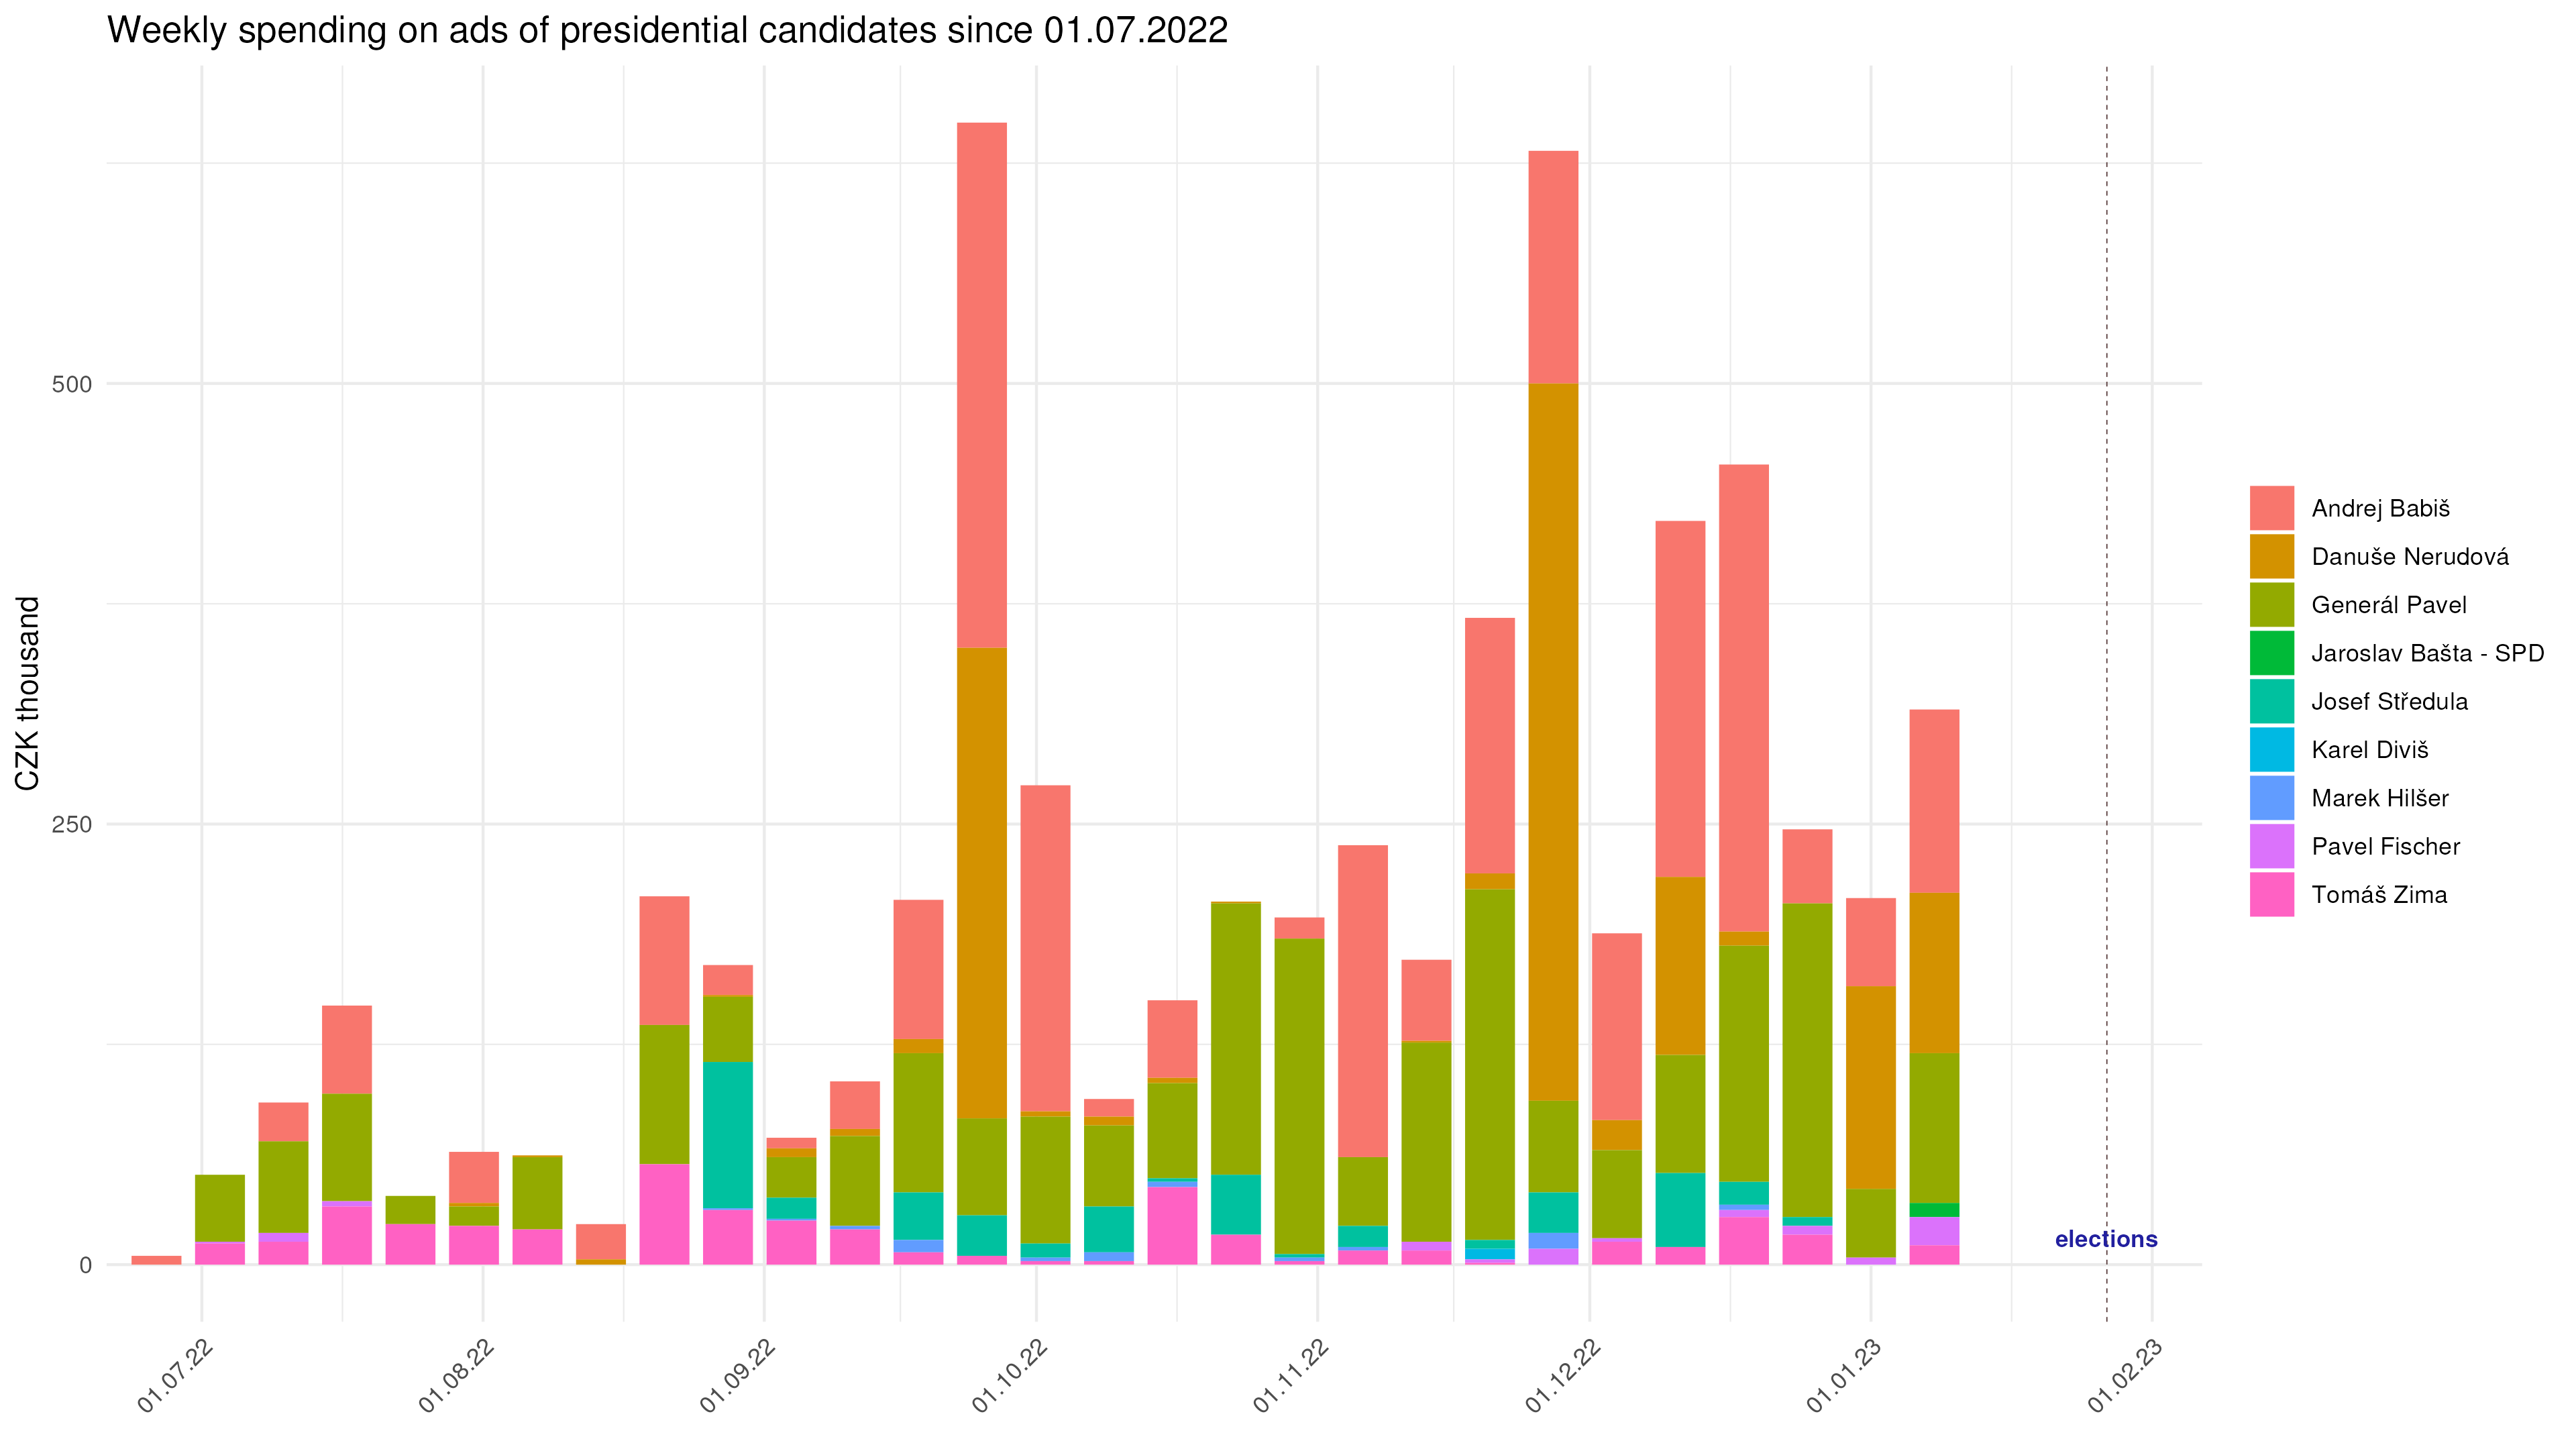 Weekly spending on ads of presidential candidates since 01.07.2022
CZK thousand
500
250
0
elections
01.07.22
01.08.22
01.09.22
01.10.22
01.11.22
01.12.22
01.01.23
01.02.23
Andrej Babiš
Danuše Nerudová
Generál Pavel
Jaroslav Bašta - SPD
Josef Středula
Karel Diviš
Marek Hilšer
Pavel Fischer
Tomáš Zima